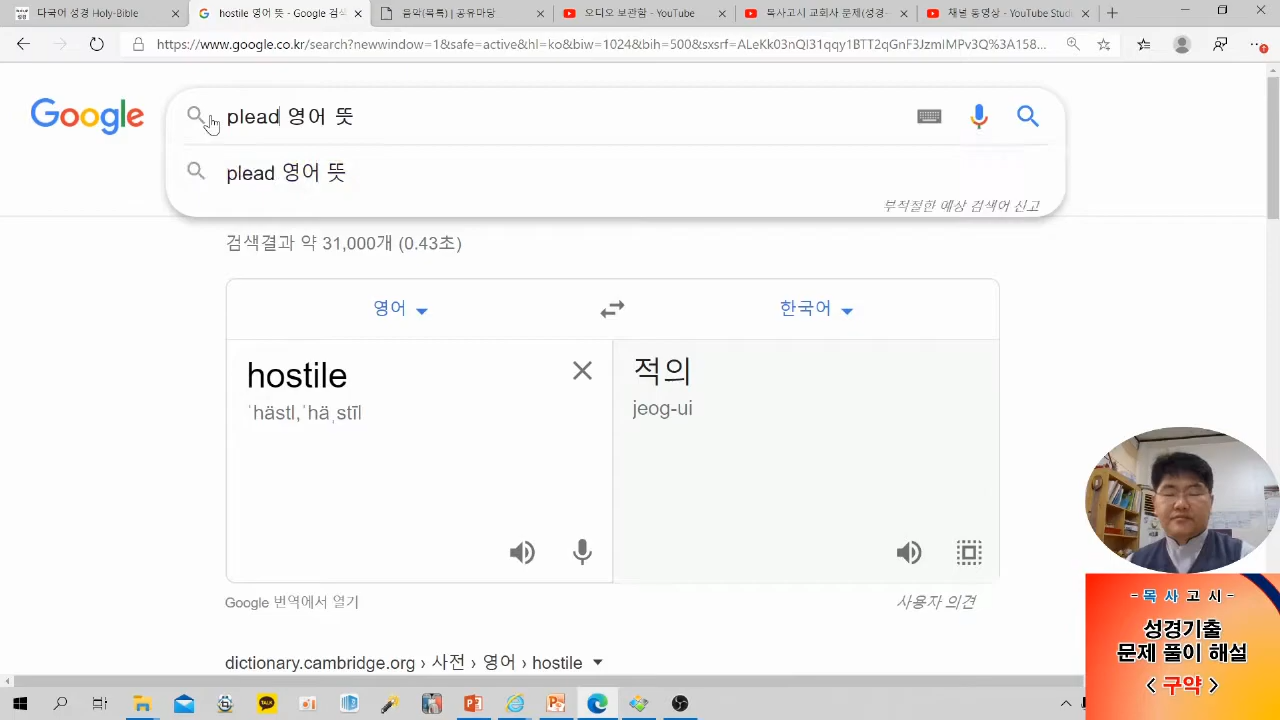 다국어 성경 Holy-Bible
hostile 영어 뜻 - Google 검색
음악(목록) | 공유마당
오디오 보관함 - YouTube
목사고시 교회사 문제(성경-
채널 동영상 - YouTube Stud
https://www.google.co.kr/search?newwindow=1&safe=active&hl=ko&biw=1024&bih=500&sxsrf=ALeKk03nQI31qqy1BTT2qGnF3JzmIMPv3Q%3A158...
Google
plead 영어 뜻
plead 영어 뜻
부적절한 예상 검색어 신고
검색결과 약 31,000개 (0.43초)
영어
한국어
hostile
적의
ˈhästl,ˈhäˌstīl
jeog-ui
Google 번역에서 열기
사용자 의견
dictionary.cambridge.org › 사전 › 영어 › hostile
- 목 사 고 시 -
성경기출
문제 풀이 해설
< 구약 >
TALK